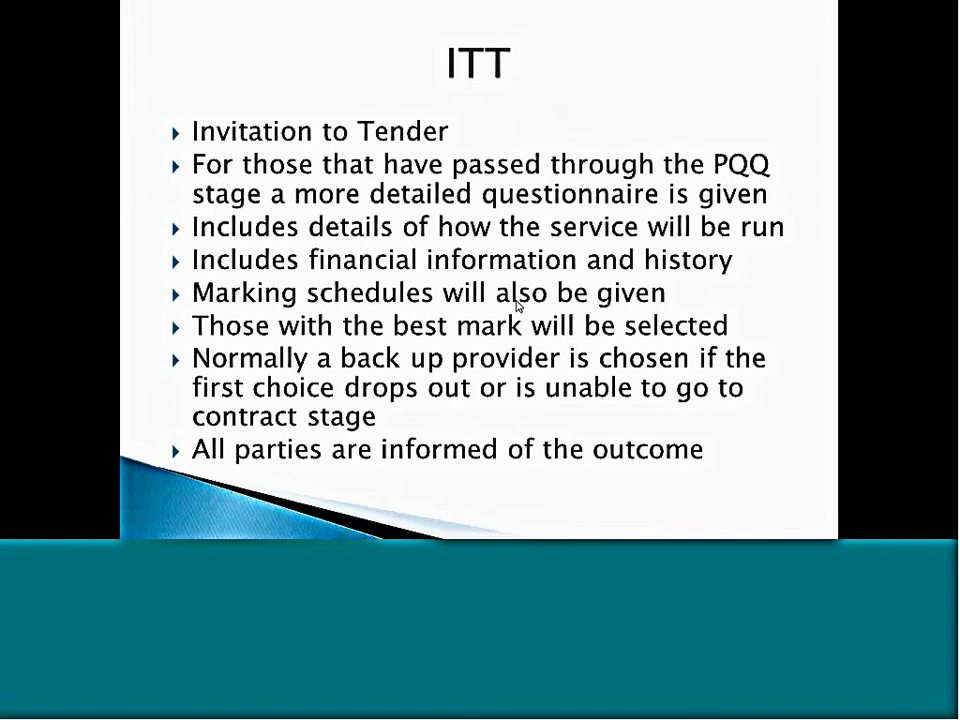 ITT
Invitation to Tender
For those that have passed through the PQQ
stage a more detailed questionnaire is given
Includes details of how the service will be run
Includes financial information and history
Marking schedules will also be given
Those with the best mark will be selected
Normally a back up provider is chosen if the
first choice drops out or is unable to go to
contract stage
All parties are informed of the outcome